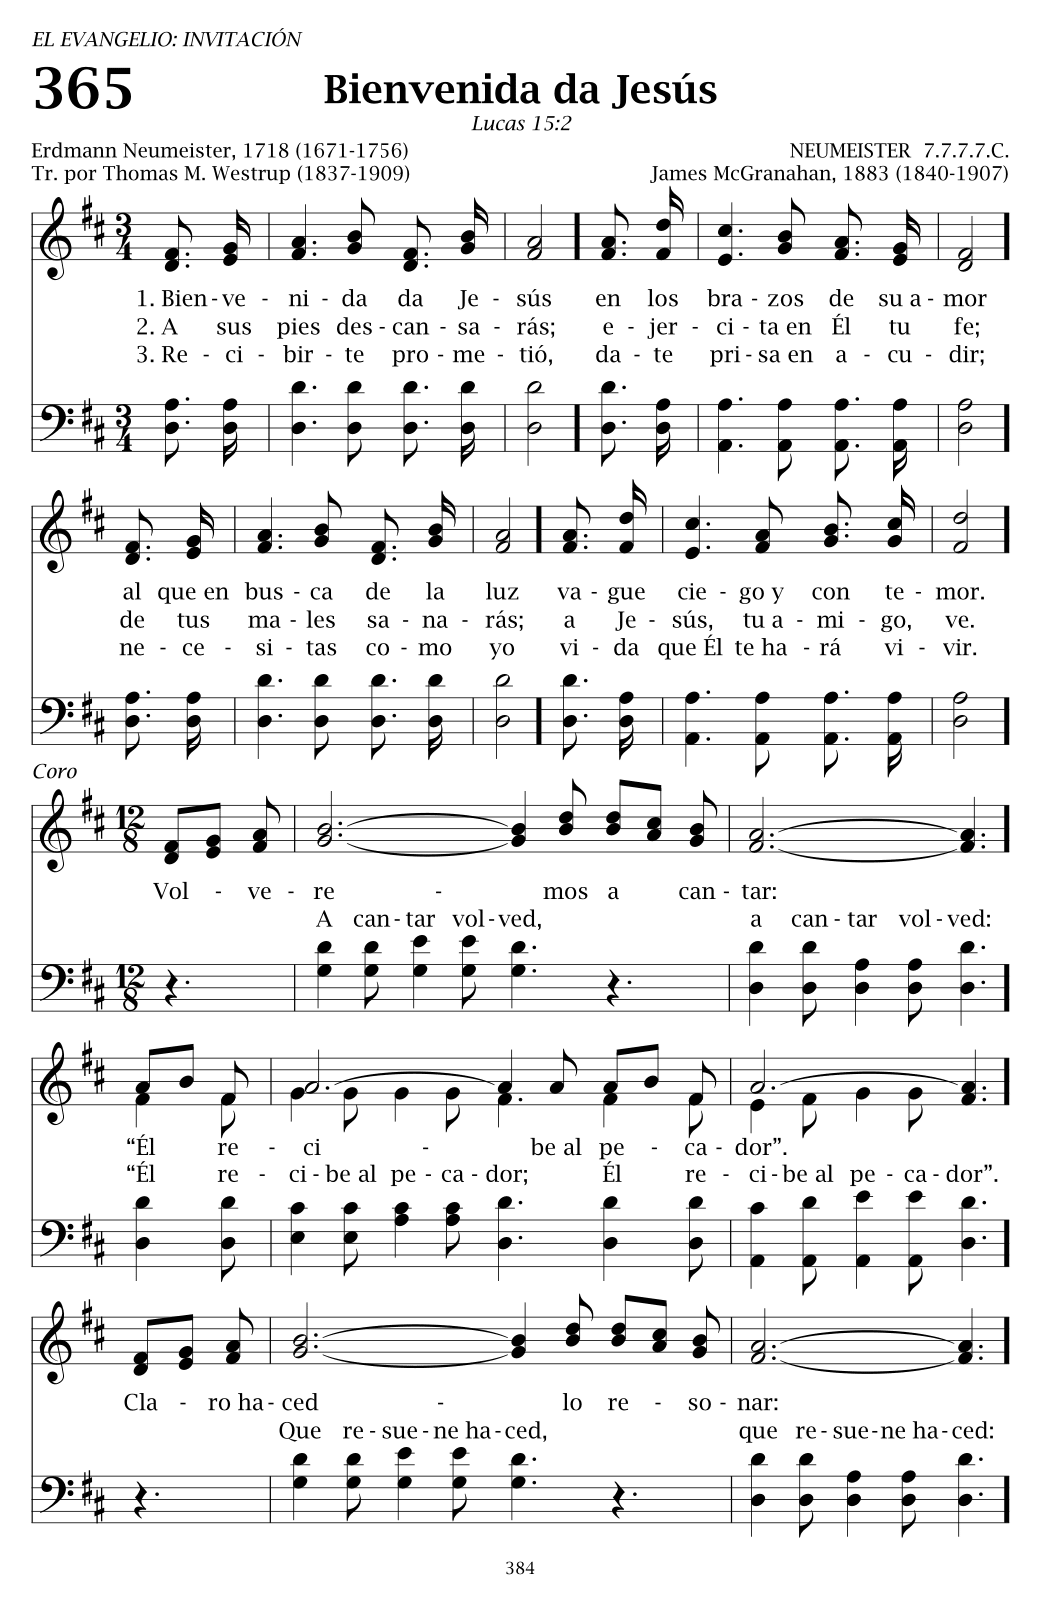 EL EVANGELIO: INVITACIÓN
365 Bienvenida da Jesús
Lucas 15:2
Erdmann Neumeister, 1718 (1671-1756) NEUMEISTER 7.7.7.7.C.
Tr. por Thomas M. Westrup (1837-1909) James McGranahan, 1883 (1840-1907)
3 4
1. Bien - ve - ni - da da Je - sús en los bra - zos de su a - mor
2. A sus pies des - can - sa - rás; e - jer - ci - ta en Él tu fe;
3. Re - ci - bir - te pro - me - tió, da - te pri - sa en a - cu - dir;
3 4
al que en bus - ca de la luz va - gue cie - go y con te - mor.
de tus ma - les sa - na - rás; a Je - sús, tu a - mi - go, ve.
ne - ce - si - tas co - mo yo vi - da que Él te ha - rá vi - vir.
Coro
12 8
Vol - ve - re - mos a can - tar:
A can - tar vol - ved, a can - tar vol - ved:
12 8
“Él re - ci - be al pe - ca - dor”.
“Él re - ci - be al pe - ca - dor; Él re - ci - be al pe - ca - dor”.
Cla - ro ha - ced - lo re - so - nar:
Que re - sue - ne ha - ced, que re - sue - ne ha - ced:
384